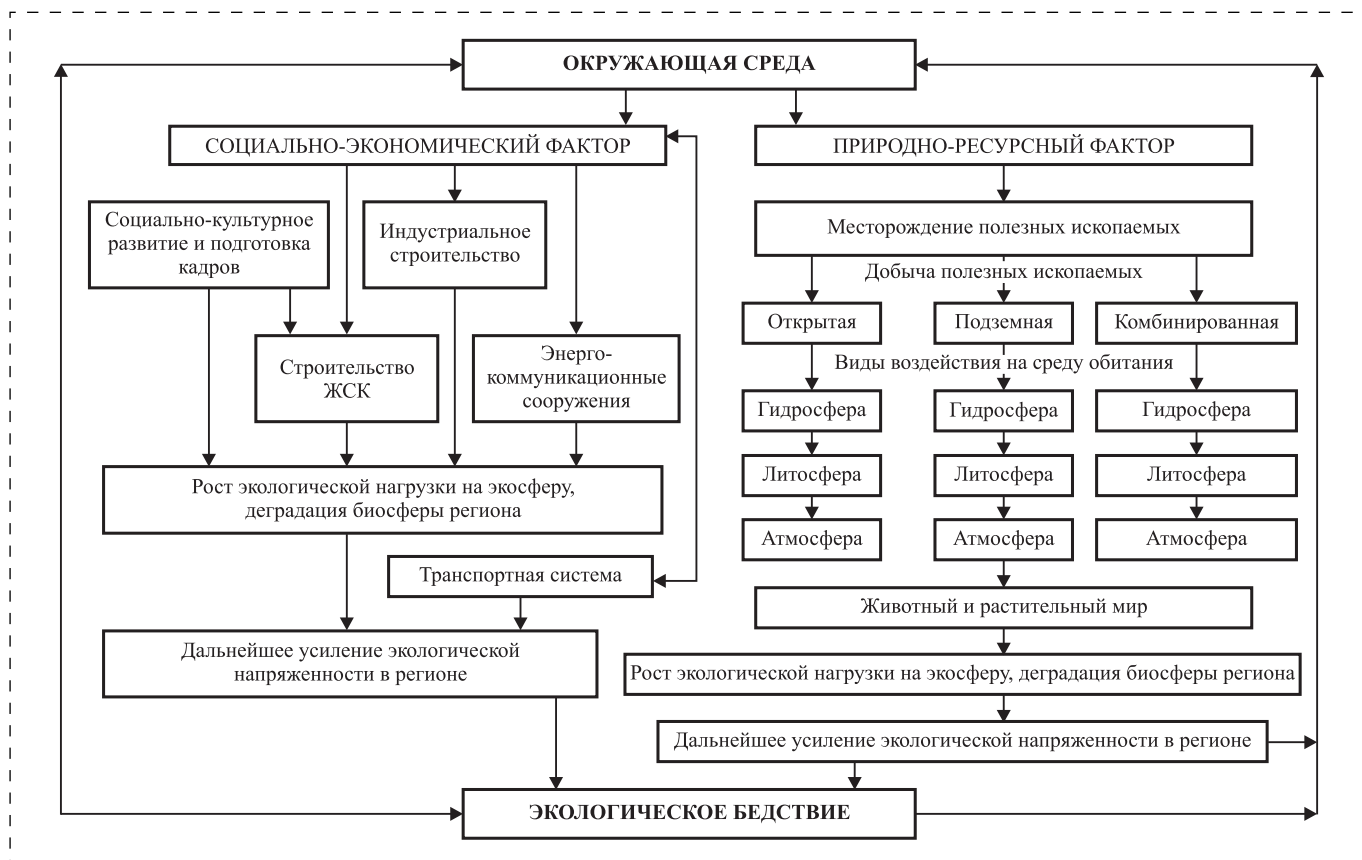 ОКРУЖАЮЩАЯ СРЕДА
СОЦИАЛЬНО-ЭКОНОМИЧЕСКИЙ ФАКТОР
ПРИРОДНО-РЕСУРСНЫЙ ФАКТОР
Социально-культурное
развитие и подготовка
кадров
Индустриальное
строительство
Строительство
ЖСК
Энерго-
коммуникационные
сооружения
Рост экологической нагрузки на экосферу,
деградация биосферы региона
Транспортная система
Дальнейшее усиление экологической
напряженности в регионе
Месторождение полезных ископаемых
Добыча полезных ископаемых
Открытая
Подземная
Комбинированная
Виды воздействия на среду обитания
Гидросфера
Гидросфера
Гидросфера
Литосфера
Литосфера
Литосфера
Атмосфера
Атмосфера
Атмосфера
Животный и растительный мир
Рост экологической нагрузки на экосферу, деградация биосферы региона
Дальнейшее усиление экологической напряженности в регионе
ЭКОЛОГИЧЕСКОЕ БЕДСТВИЕ